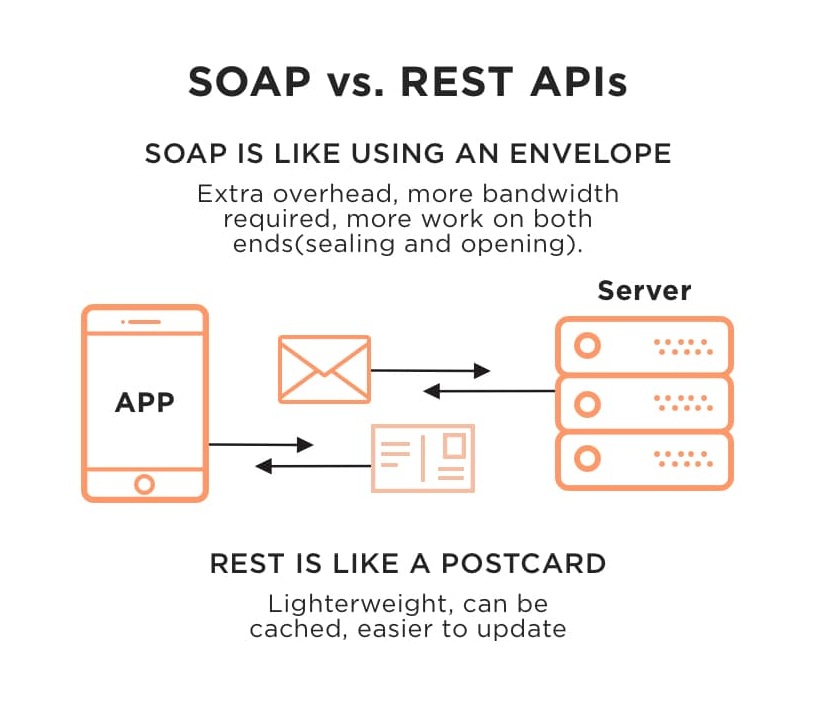 SOAP vs. REST APIs
SOAP IS LIKE USING AN ENVELOPE
Extra overhead, more bandwidth
required, more work on both
ends(sealing and opening).
Server
APP
REST IS LIKE A POSTCARD
Lighterweight, can be
cached, easier to update